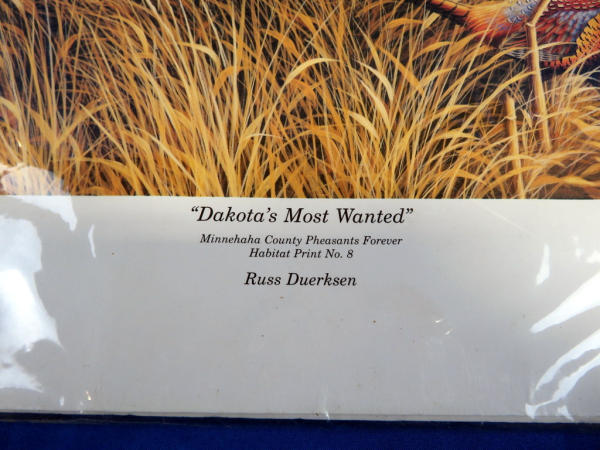 “Dakota’s Most Wanted”
Minnehaha County Pheasants Forever
Habitat Print No. 8
Russ Duerksen